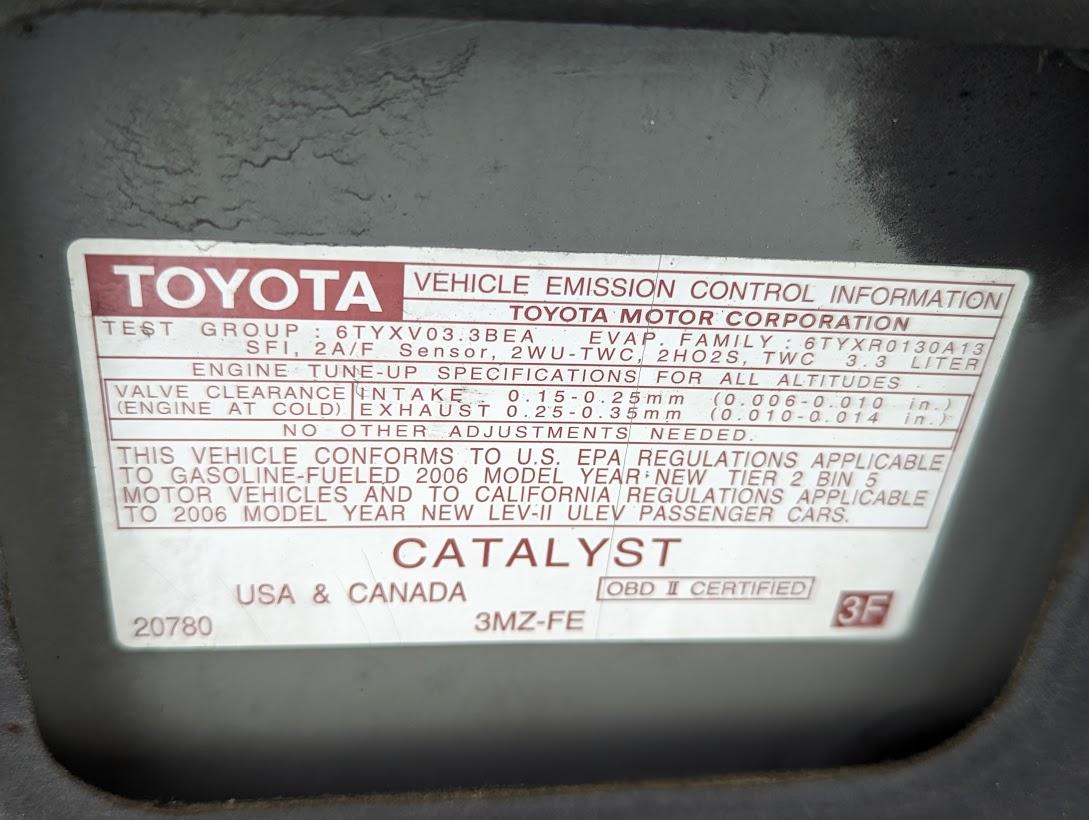 TOYOTA VEHICLE EMISSION CONTROL INFORMATION
TOYOTA MOTOR CORPORATION
TEST GROUP : 6TYXV03.3BEA EVAP. FAMILY : 6TYXR0130A13
SFI, 2A/F Sensor, 2WU-TWC, 2HO2S, TWC 3.3 LITER
ENGINE TUNE-UP SPECIFICATIONS FOR ALL ALTITUDES
VALVE CLEARANCE INTAKE 0.15-0.25mm (0.006-0.010 in.)
(ENGINE AT COLD) EXHAUST 0.25-0.35mm (0.010-0.014 in.)
NO OTHER ADJUSTMENTS NEEDED.
THIS VEHICLE CONFORMS TO U.S. EPA REGULATIONS APPLICABLE
TO GASOLINE-FUELED 2006 MODEL YEAR NEW TIER 2 BIN 5
MOTOR VEHICLES AND TO CALIFORNIA REGULATIONS APPLICABLE
TO 2006 MODEL YEAR NEW LEV-II ULEV PASSENGER CARS.
CATALYST
USA & CANADA OBD II CERTIFIED
20780 3MZ-FE 3F